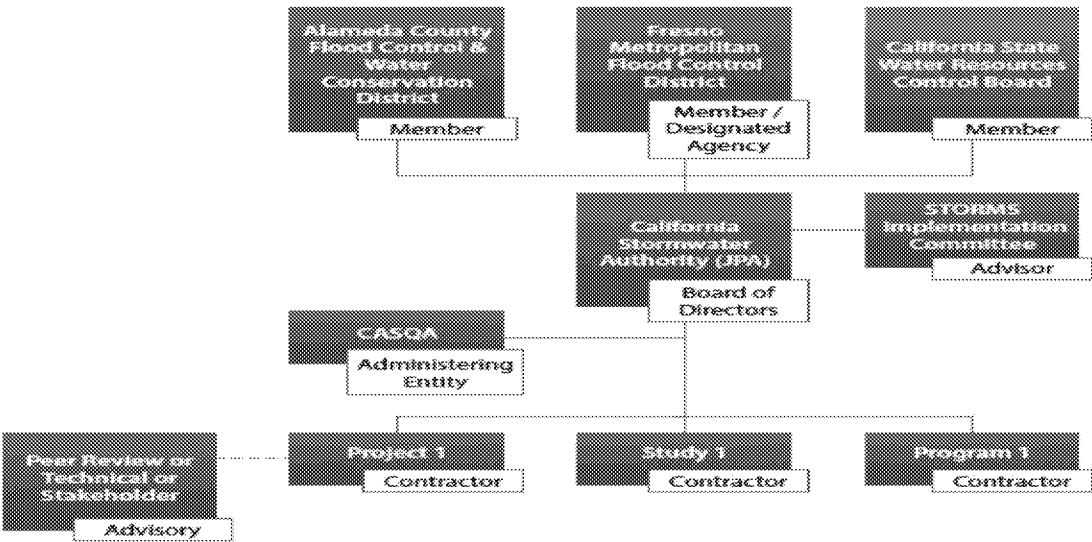 Alameda County
Flood Control &
Water
Conservation
District
Member
Fresno
Metropolitan
Flood Control
District
Member /
Designated
Agency
California State
Water Resources
Control Board
Member
California
Stormwater
Authority (JPA)
Board of
Directors
STORMS
Implementation
Committee
Advisor
CASQA
Administering
Entity
Peer Review or
Technical or
Stakeholder
Advisory
Project 1
Contractor
Study 1
Contractor
Program 1
Contractor